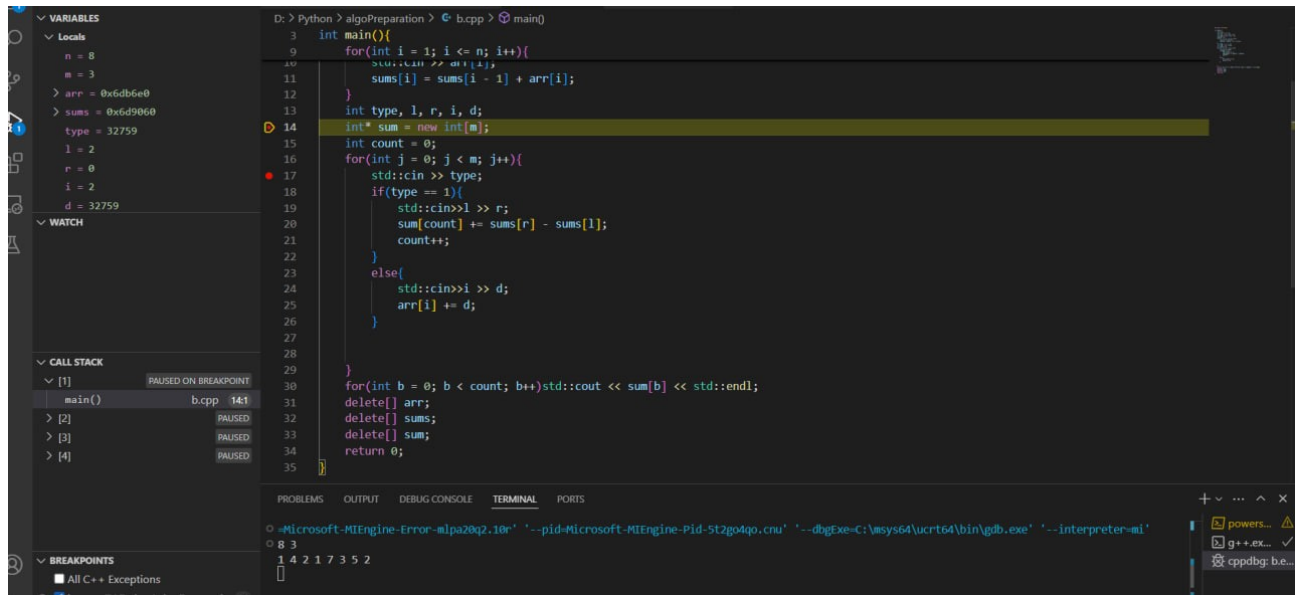 VARIABLES
Locals
n = 8
m = 3
arr = 0x6db6e0
sums = 0x6d9060
type = 32759
l = 2
r = 0
i = 2
d = 32759
WATCH
CALL STACK
[1] PAUSED ON BREAKPOINT
main() b.cpp 14:1
[2] PAUSED
[3] PAUSED
[4] PAUSED
BREAKPOINTS
All C++ Exceptions
D: > Python > algoPreparation > b.cpp > main()
3 int main(){
9 for(int i = 1; i <= n; i++){
10 std::cin >> arr[i];
11 sums[i] = sums[i - 1] + arr[i];
12 }
13 int type, l, r, i, d;
14 int* sum = new int[m];
15 int count = 0;
16 for(int j = 0; j < m; j++){
17 std::cin >> type;
18 if(type == 1){
19 std::cin>>l >> r;
20 sum[count] += sums[r] - sums[l];
21 count++;
22 }
23 else{
24 std::cin>>i >> d;
25 arr[i] += d;
26 }
27
28
29 }
30 for(int b = 0; b < count; b++)std::cout << sum[b] << std::endl;
31 delete[] arr;
32 delete[] sums;
33 delete[] sum;
34 return 0;
35 }
PROBLEMS OUTPUT DEBUG CONSOLE TERMINAL PORTS
=Microsoft-MIEngine-Error-mlpa20q2.10r' '--pid=Microsoft-MIEngine-Pid-5t2go4qo.cnu' '--dbgExe=C:\msys64\ucrt64\bin\gdb.exe' '--interpreter=mi'
8 3
1 4 2 1 7 3 5 2
powers...
g++.ex...
cppdbg: b.e...